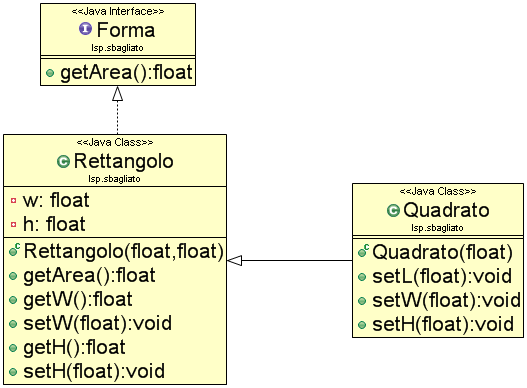 <<Java Interface>>
Forma
lsp.sbagliato
getArea():float
<<Java Class>>
Rettangolo
lsp.sbagliato
w: float
h: float
Rettangolo(float,float)
getArea():float
getW():float
setW(float):void
getH():float
setH(float):void
<<Java Class>>
Quadrato
lsp.sbagliato
Quadrato(float)
setL(float):void
setW(float):void
setH(float):void